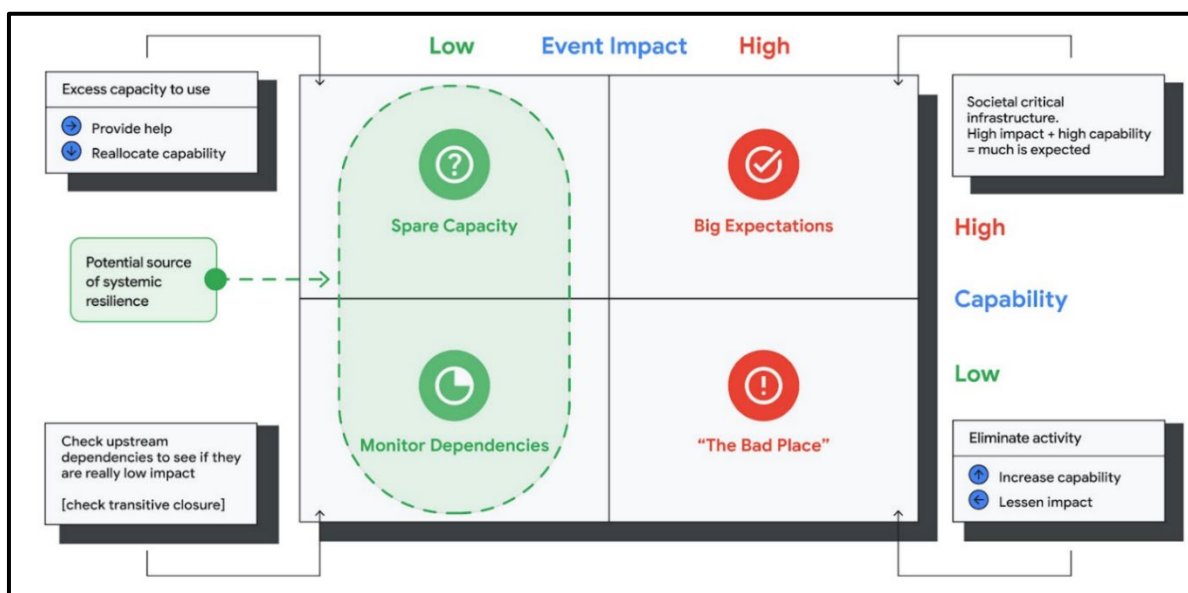 Low Event Impact High
Excess capacity to use
Provide help
Reallocate capability
Societal critical
infrastructure.
High impact + high capability
= much is expected
Spare Capacity
Big Expectations
High
Potential source
of systemic
resilience
Capability
Low
Monitor Dependencies
"The Bad Place"
Check upstream
dependencies to see if they
are really low impact
[check transitive closure]
Eliminate activity
Increase capability
Lessen impact